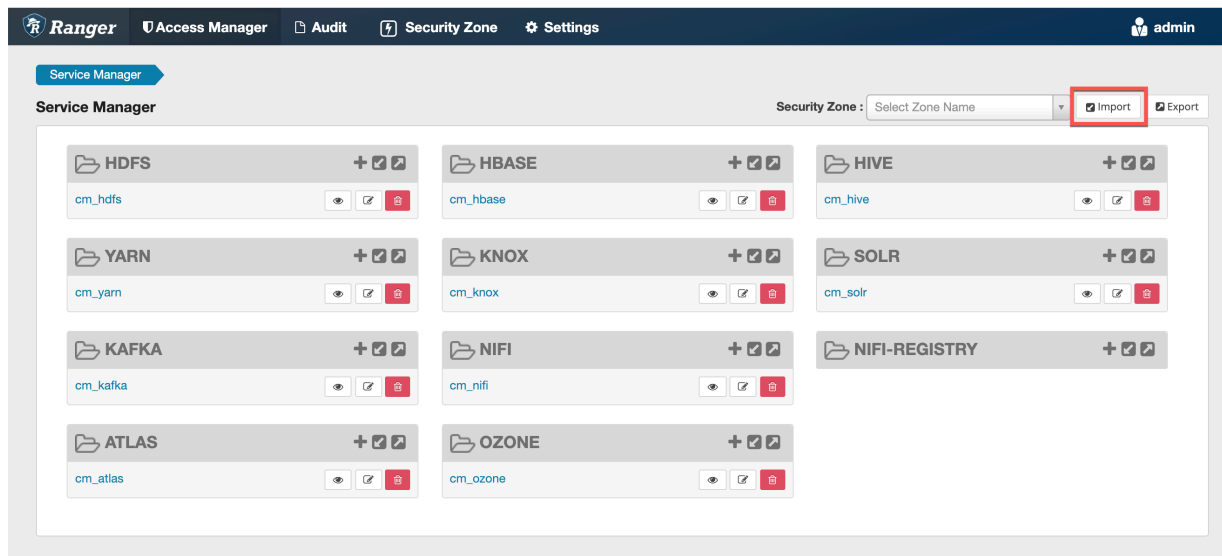 Ranger Access Manager Audit Security Zone Settings admin
Service Manager
Service Manager Security Zone : Select Zone Name Import Export
HDFS HBASE HIVE
cm_hdfs cm_hbase cm_hive
YARN KNOX SOLR
cm_yarn cm_knox cm_solr
KAFKA NIFI NIFI-REGISTRY
cm_kafka cm_nifi
ATLAS OZONE
cm_atlas cm_ozone